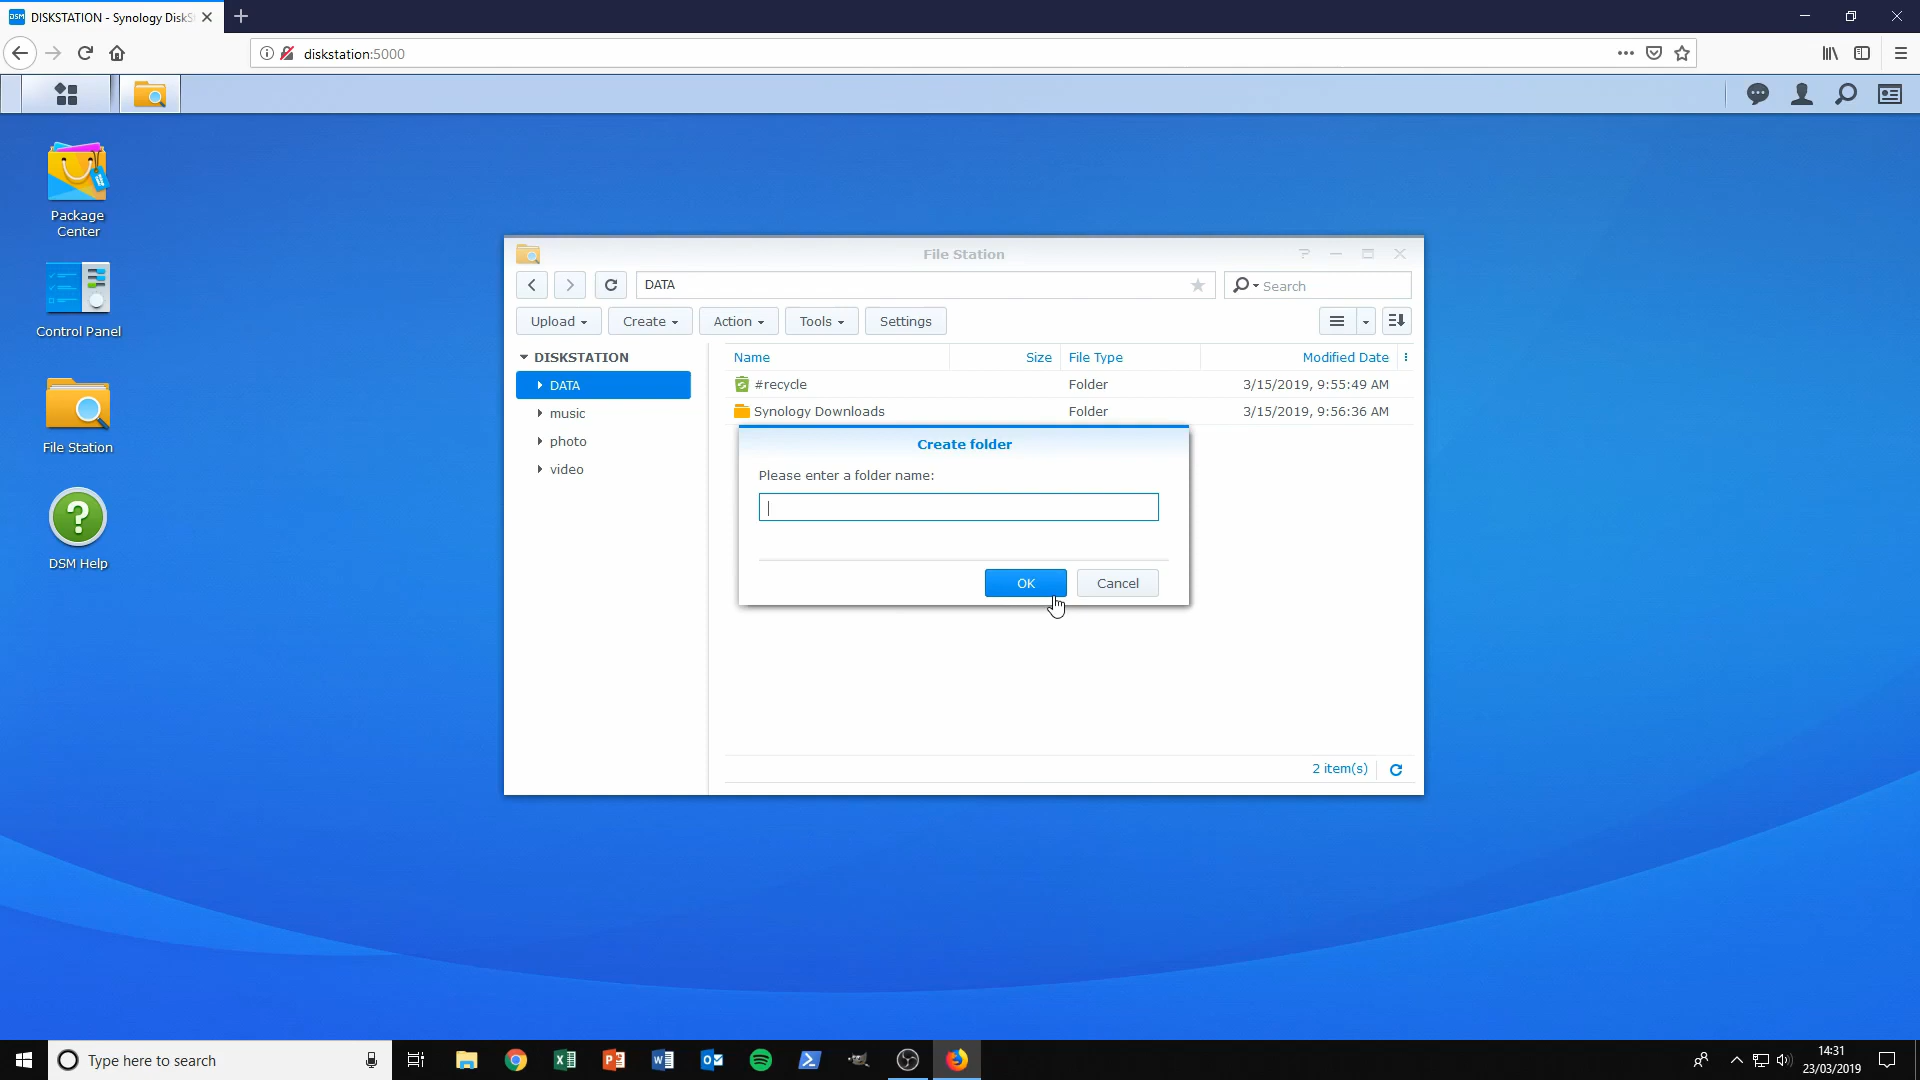 DISKSTATION - Synology DiskS
diskstation:5000
Package
Center
Control Panel
File Station
DSM Help
File Station
DATA
Search
Upload
Create
Action
Tools
Settings
DISKSTATION
DATA
music
photo
video
Name
Size
File Type
Modified Date
#recycle
Folder
3/15/2019, 9:55:49 AM
Synology Downloads
Folder
3/15/2019, 9:56:36 AM
Create folder
Please enter a folder name:
OK
Cancel
2 item(s)
Type here to search
14:31
23/03/2019